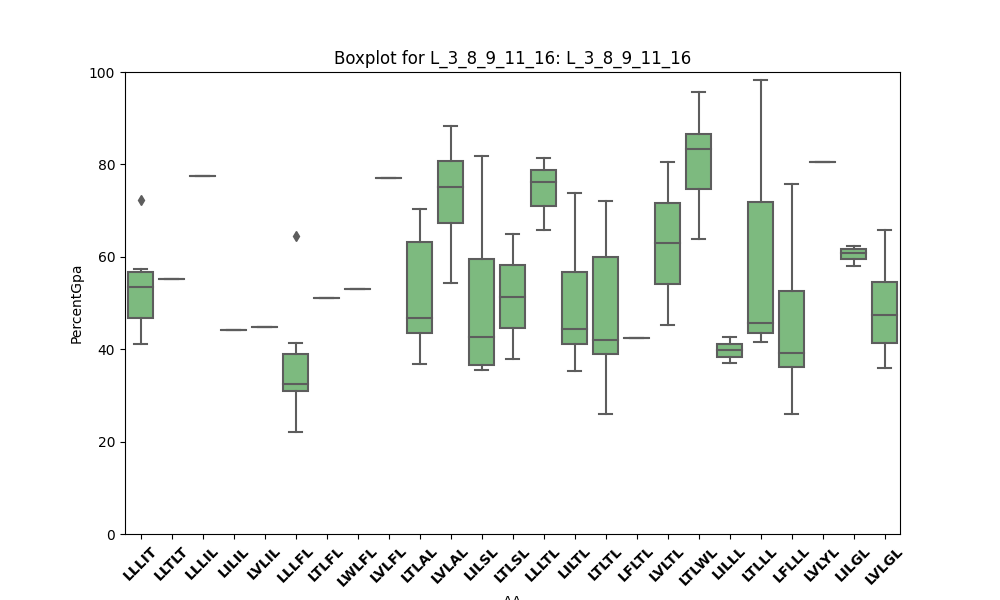 Boxplot for L_3_8_9_11_16: L_3_8_9_11_16
100
80
60
40
20
0
PercentGpa
LLLIT
LLTLT
LLLIL
LILIL
LVLIL
LLLFL
LTLFL
LWLFL
LVLFL
LTLAL
LVLAL
LILSL
LTLSL
LLLTL
LILTL
LTLTL
LFLTL
LVLTL
LTLWL
LILLL
LTLLL
LFLLL
LVLYL
LILGL
LVLGL
AA